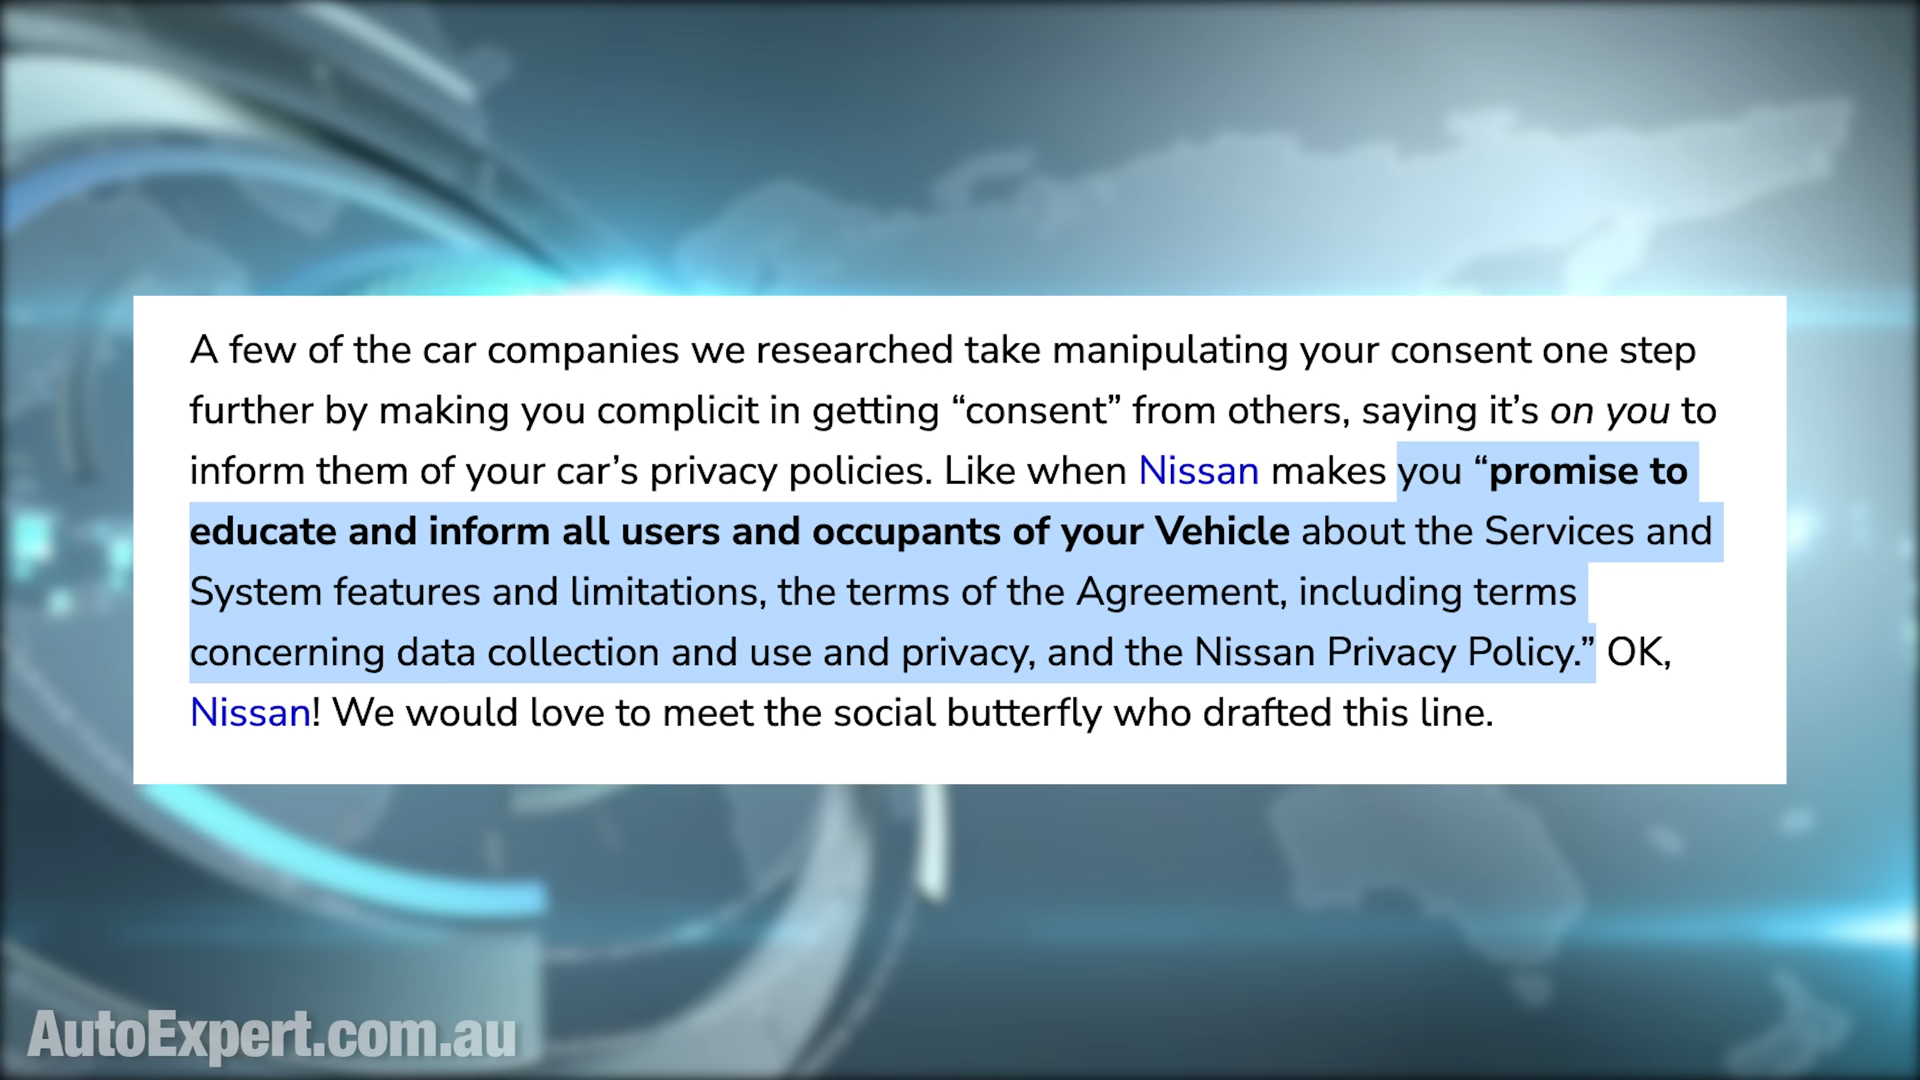 A few of the car companies we researched take manipulating your consent one step
further by making you complicit in getting “consent” from others, saying it’s on you to
inform them of your car’s privacy policies. Like when Nissan makes you “promise to
educate and inform all users and occupants of your Vehicle about the Services and
System features and limitations, the terms of the Agreement, including terms
concerning data collection and use and privacy, and the Nissan Privacy Policy.” OK,
Nissan! We would love to meet the social butterfly who drafted this line.
AutoExpert.com.au